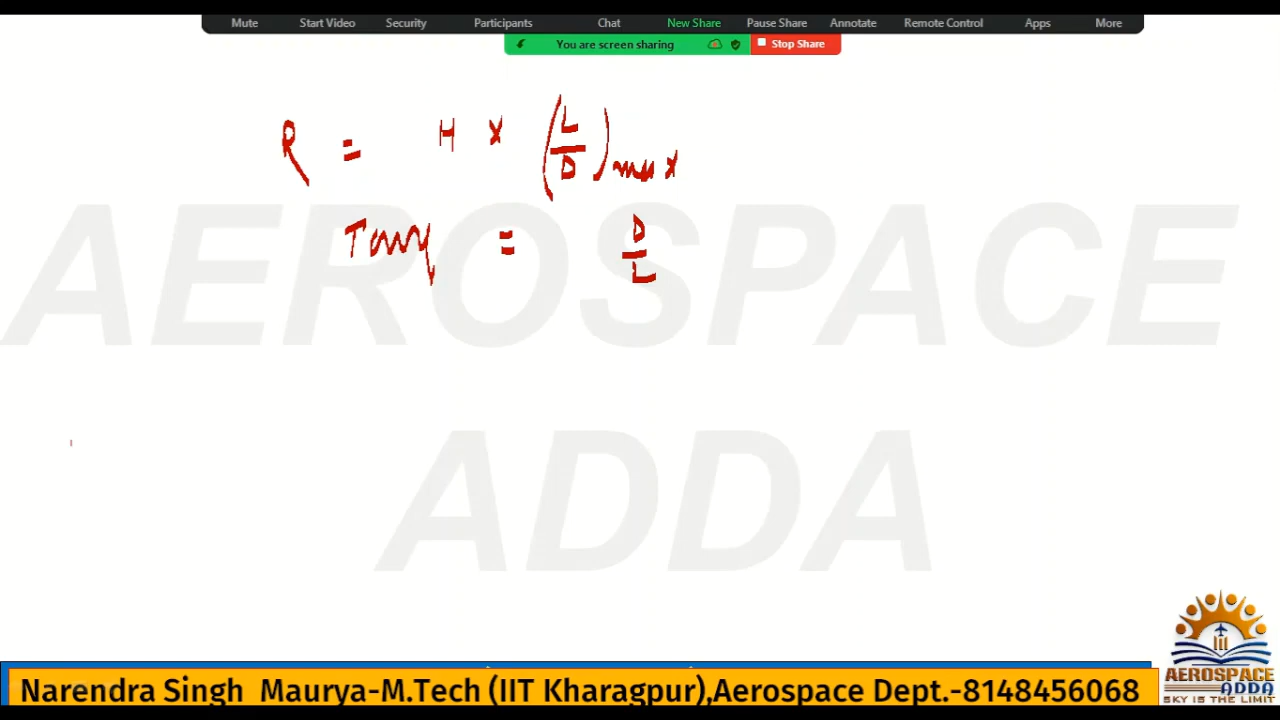 Mute Start Video Security Participants Chat New Share Pause Share Annotate Remote Control Apps More
You are screen sharing Stop Share
R = H × (L/D)max
Tanγ = D/L
AEROSPACE
ADDA
AEROSPACE
ADDA
SKY IS THE LIMIT
Narendra Singh Maurya-M.Tech (IIT Kharagpur),Aerospace Dept.-8148456068